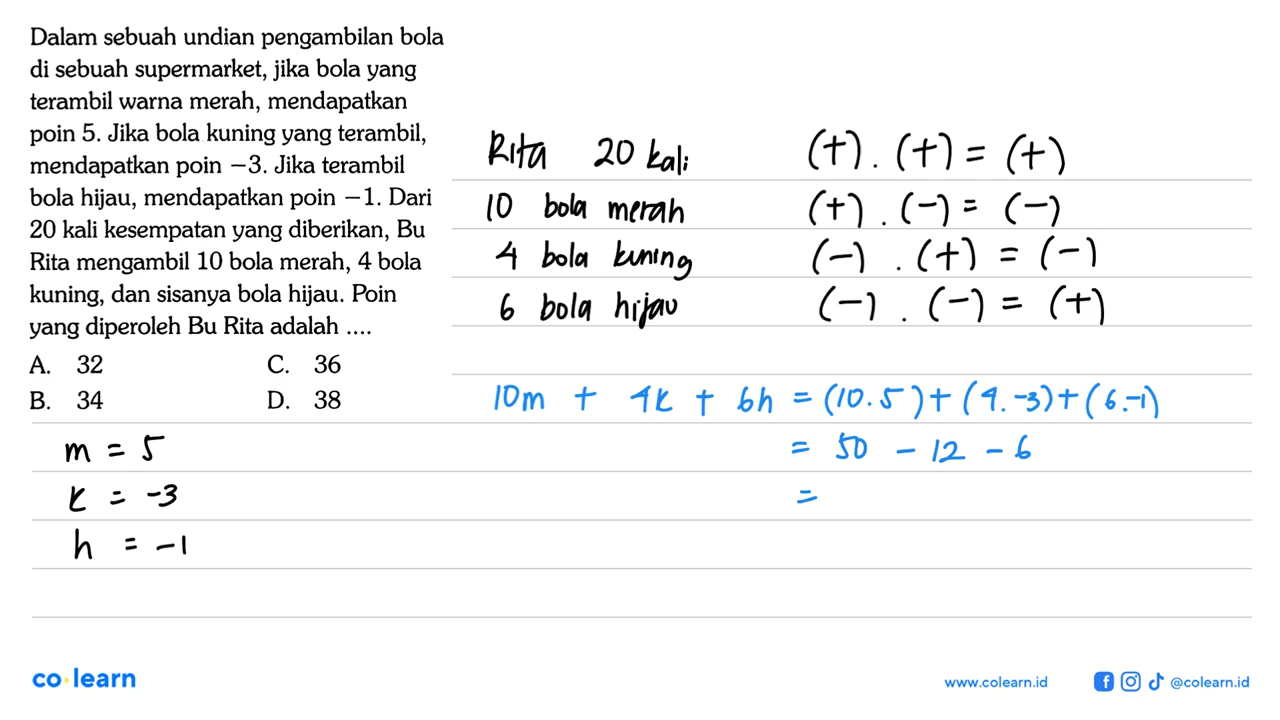 Dalam sebuah undian pengambilan bola
di sebuah supermarket, jika bola yang
terambil warna merah, mendapatkan
poin 5. Jika bola kuning yang terambil,
mendapatkan poin −3. Jika terambil
bola hijau, mendapatkan poin −1. Dari
20 kali kesempatan yang diberikan, Bu
Rita mengambil 10 bola merah, 4 bola
kuning, dan sisanya bola hijau. Poin
yang diperoleh Bu Rita adalah ....
A. 32 C. 36
B. 34 D. 38
m = 5
k = -3
h = -1
Rita 20 kali (+) . (+) = (+)
10 bola merah (+) . (-) = (-)
4 bola kuning (-) . (+) = (-)
6 bola hijau (-) . (-) = (+)
10m + 4k + 6h = (10.5) + (4.-3) + (6.-1)
= 50 - 12 - 6
=
co learn
www.colearn.id @colearn.id